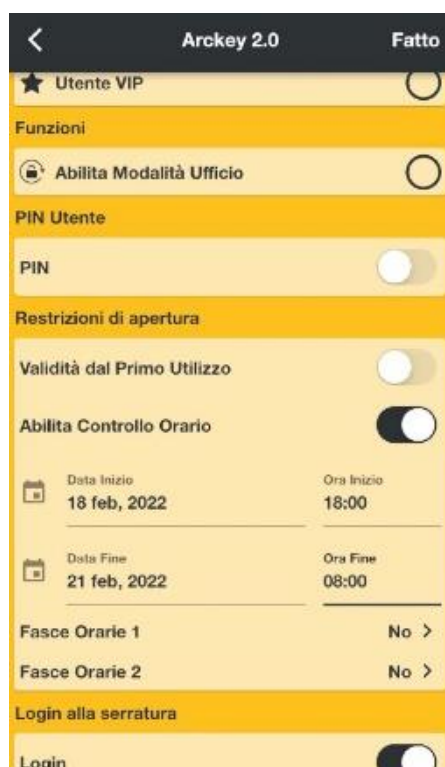 Arckey 2.0 Fatto
Utente VIP
Funzioni
Abilita Modalità Ufficio
PIN Utente
PIN
Restrizioni di apertura
Validità dal Primo Utilizzo
Abilita Controllo Orario
Data Inizio Ora Inizio
18 feb, 2022 18:00
Data Fine Ora Fine
21 feb, 2022 08:00
Fasce Orarie 1 No >
Fasce Orarie 2 No >
Login alla serratura
Login